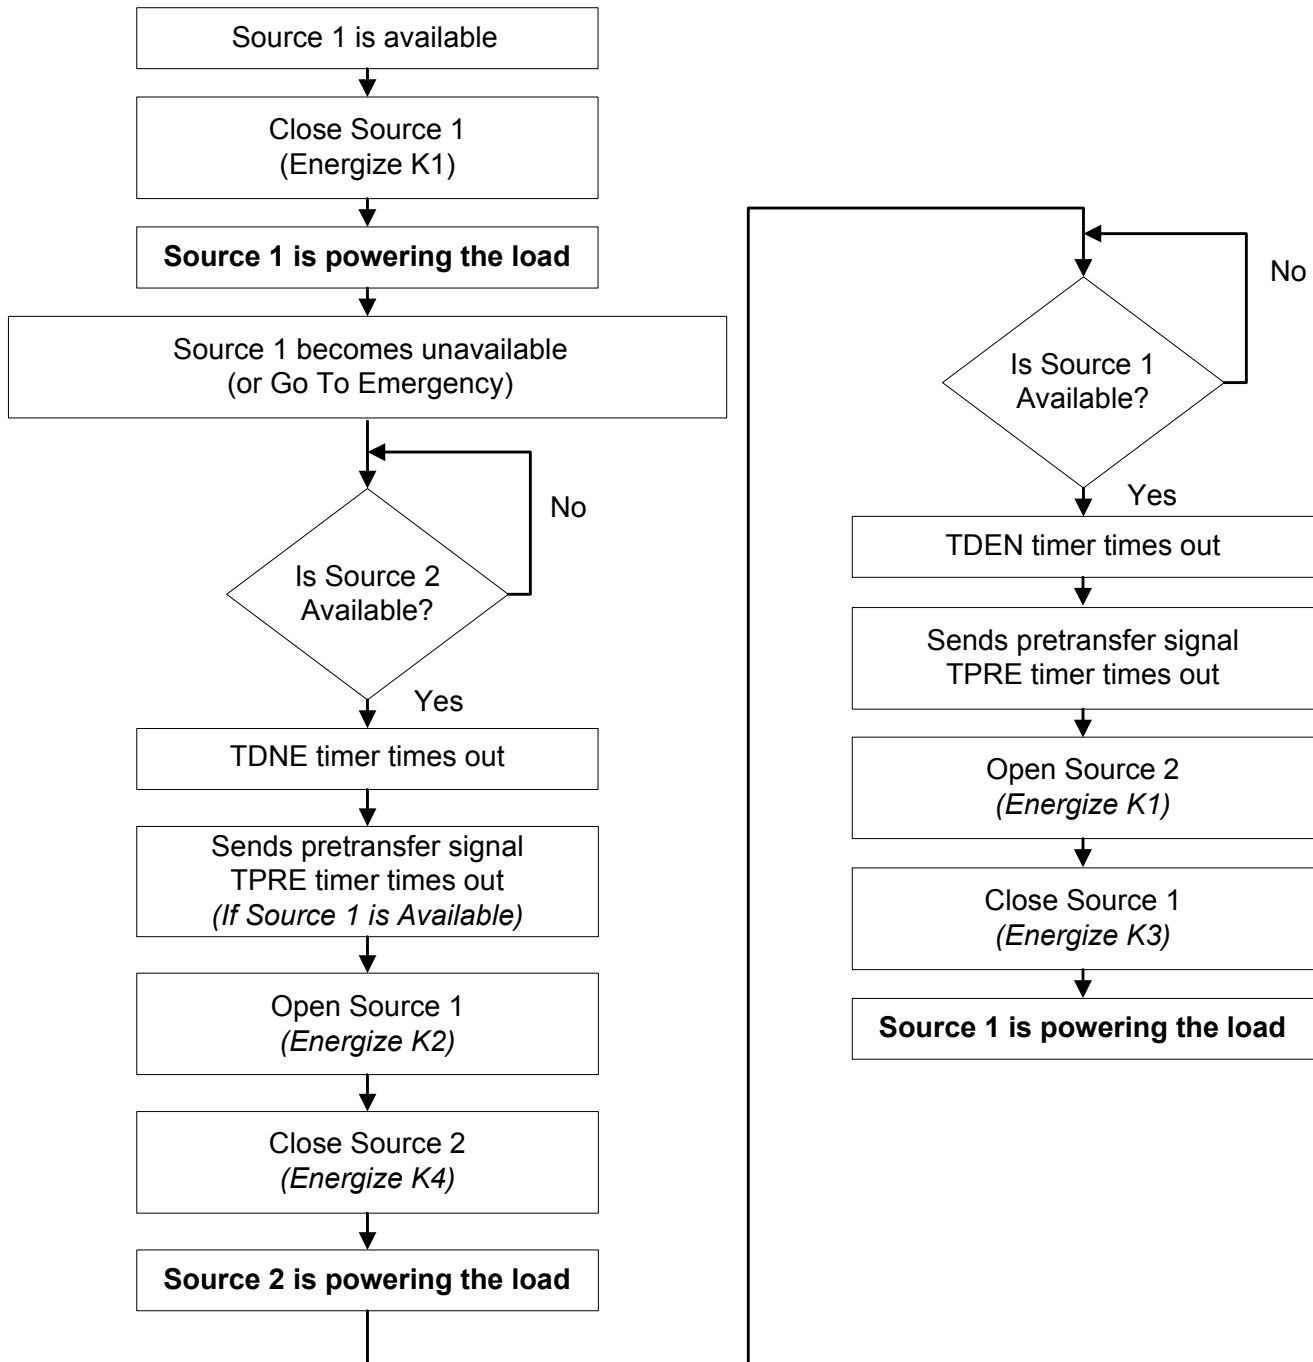 Source 1 is available
Close Source 1
(Energize K1)
Source 1 is powering the load
Source 1 becomes unavailable
(or Go To Emergency)
No
Is Source 2
Available?
Yes
TDNE timer times out
Sends pretransfer signal
TPRE timer times out
(If Source 1 is Available)
Open Source 1
(Energize K2)
Close Source 2
(Energize K4)
Source 2 is powering the load
No
Is Source 1
Available?
Yes
TDEN timer times out
Sends pretransfer signal
TPRE timer times out
Open Source 2
(Energize K1)
Close Source 1
(Energize K3)
Source 1 is powering the load